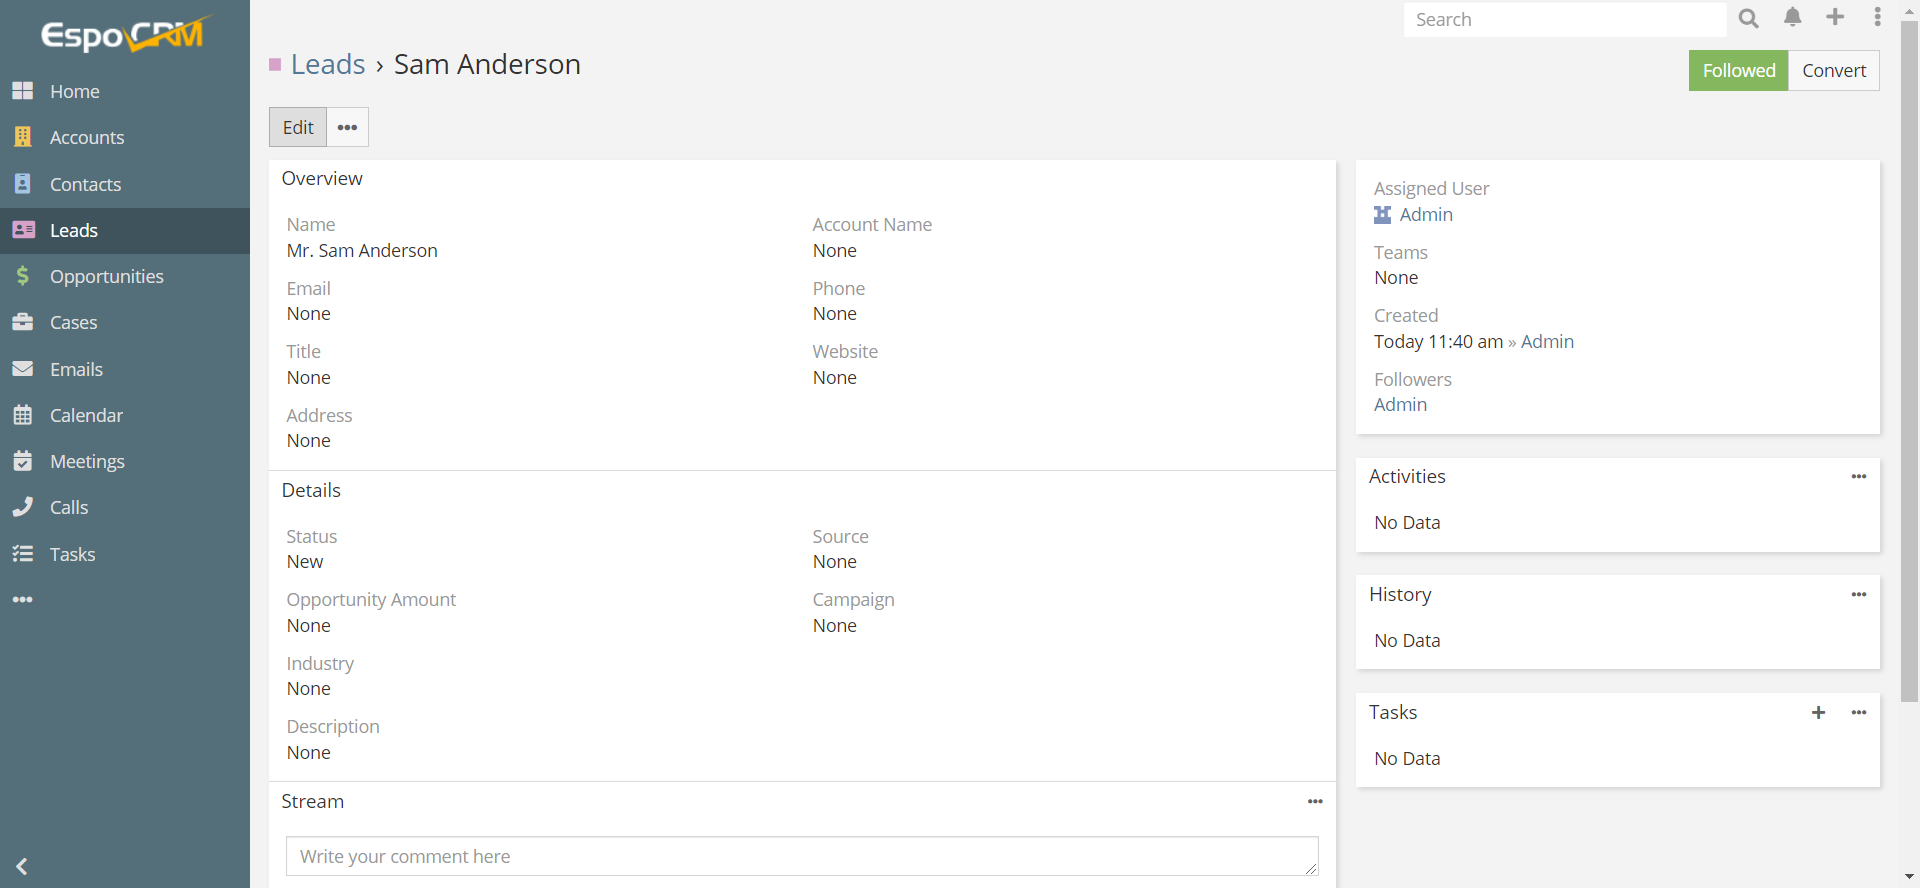 EspoCRM
Search
Home
Accounts
Contacts
Leads
Opportunities
Cases
Emails
Calendar
Meetings
Calls
Tasks
Leads › Sam Anderson
Followed
Convert
Edit
Overview
Name
Mr. Sam Anderson
Account Name
None
Email
None
Phone
None
Title
None
Website
None
Address
None
Details
Status
New
Source
None
Opportunity Amount
None
Campaign
None
Industry
None
Description
None
Stream
Write your comment here
Assigned User
Admin
Teams
None
Created
Today 11:40 am » Admin
Followers
Admin
Activities
No Data
History
No Data
Tasks
No Data